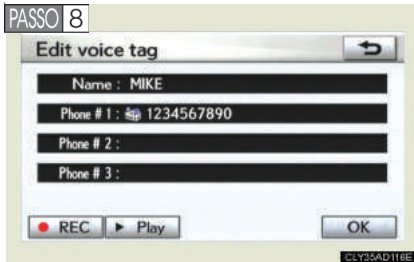 PASSO 8
Edit voice tag
Name : MIKE
Phone # 1 : 1234567890
Phone # 2 :
Phone # 3 :
REC Play OK
CLY35AD116E